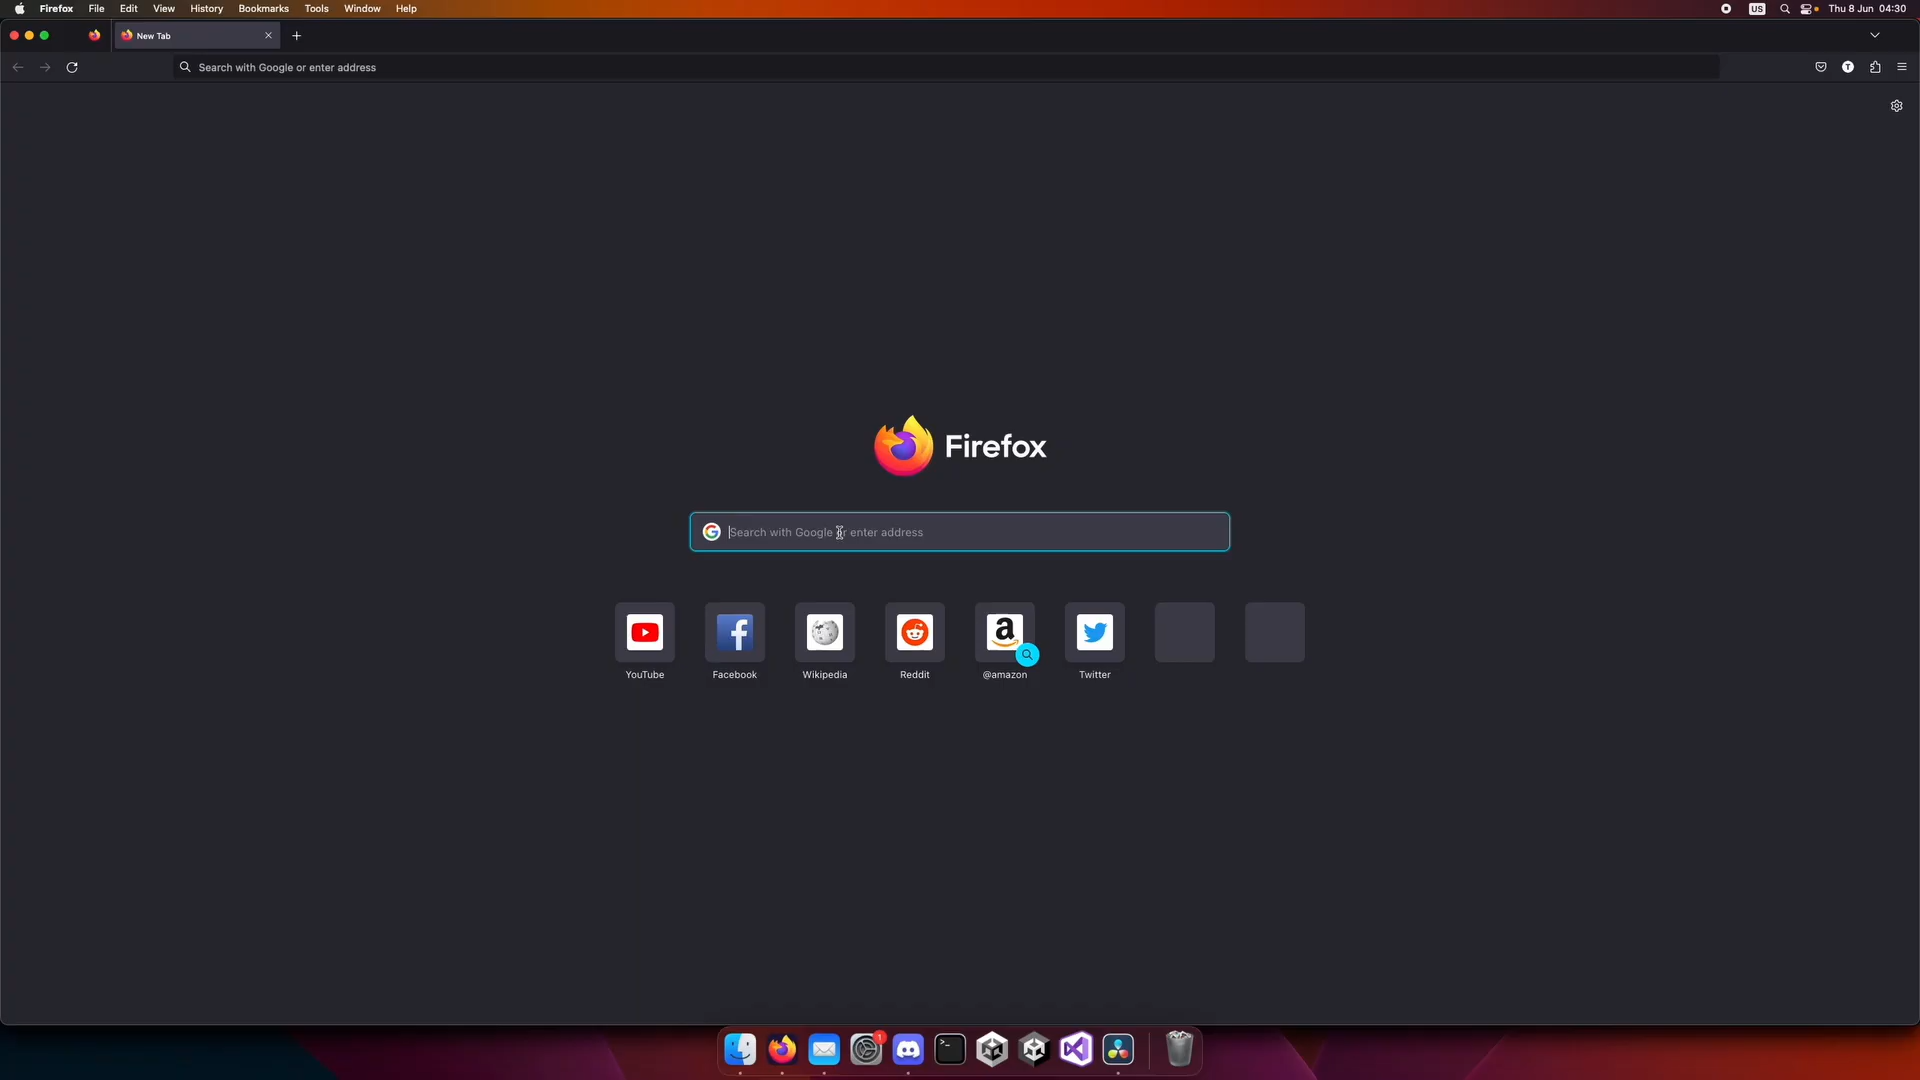 Firefox File Edit View History Bookmarks Tools Window Help US Thu 8 Jun 04:30
New Tab
Search with Google or enter address
T
Firefox
G Search with Google or enter address
a
YouTube Facebook Wikipedia Reddit @amazon Twitter
1
>_